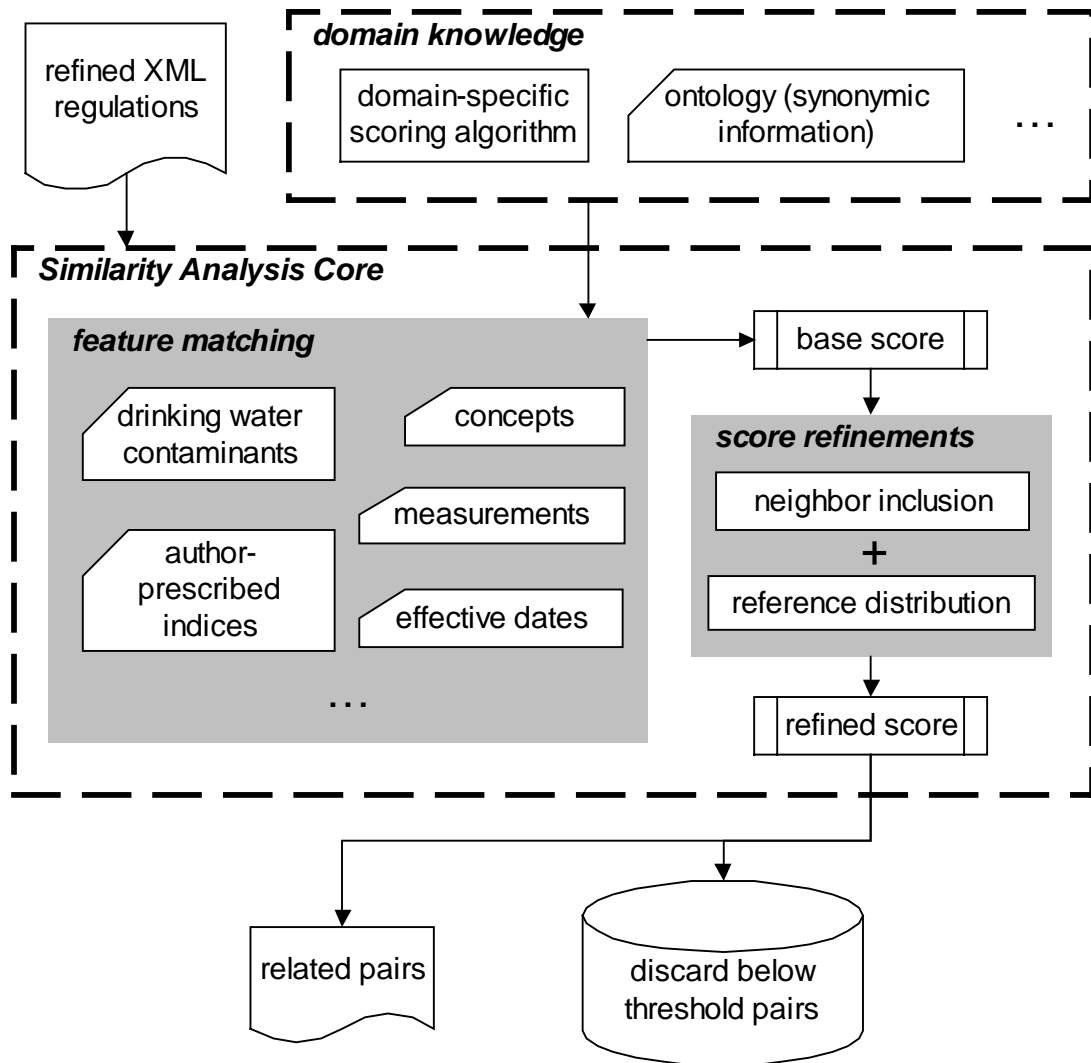 refined XML
regulations
domain knowledge
domain-specific
scoring algorithm
ontology (synonymic
information)
...
Similarity Analysis Core
feature matching
drinking water
contaminants
concepts
measurements
author-
prescribed
indices
effective dates
...
base score
score refinements
neighbor inclusion
+
reference distribution
refined score
related pairs
discard below
threshold pairs